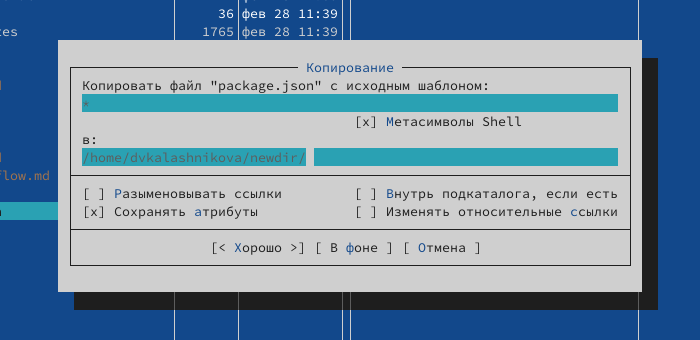 36 фев 28 11:39
1765 фев 28 11:39
Копирование
Копировать файл "package.json" с исходным шаблоном:
*
[x] Метасимволы Shell
в:
/home/dvkalashnikova/newdir/
[ ] Разыменовывать ссылки [ ] Внутрь подкаталога, если есть
[x] Сохранять атрибуты [ ] Изменять относительные ссылки
flow.md
[< Хорошо >] [ В фоне ] [ Отмена ]